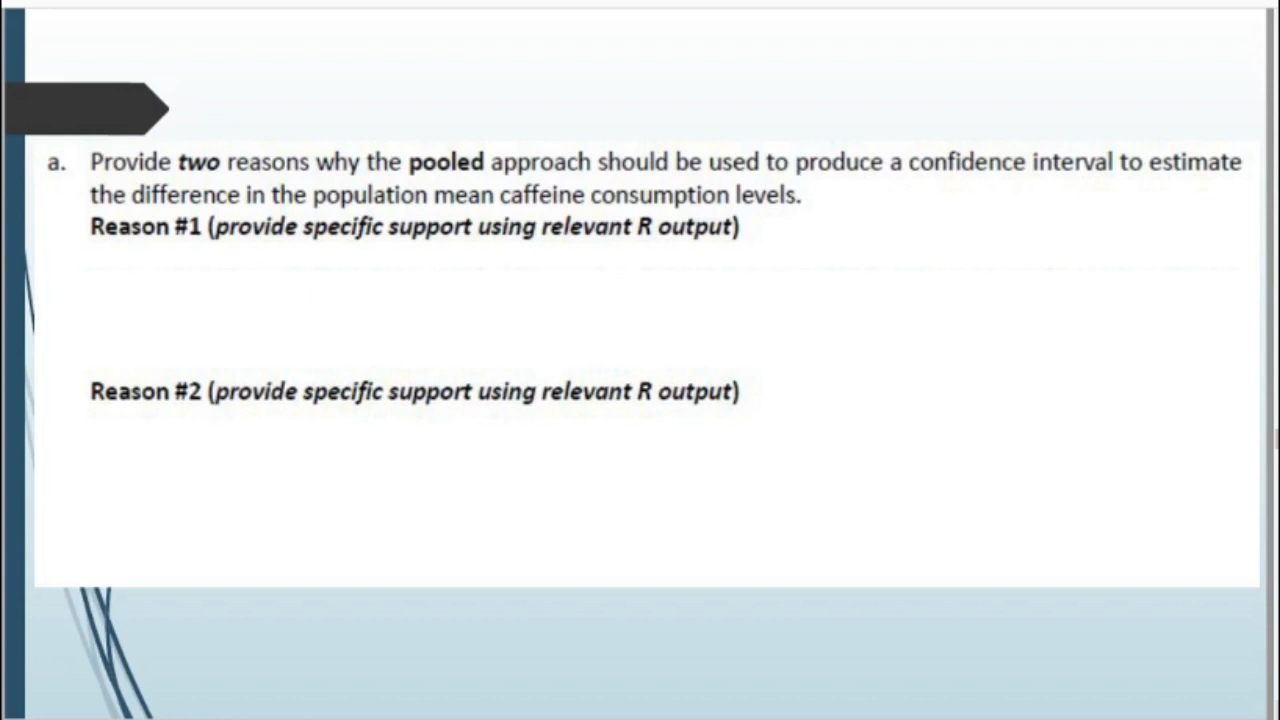 a. Provide two reasons why the pooled approach should be used to produce a confidence interval to estimate
the difference in the population mean caffeine consumption levels.
Reason #1 (provide specific support using relevant R output)
Reason #2 (provide specific support using relevant R output)